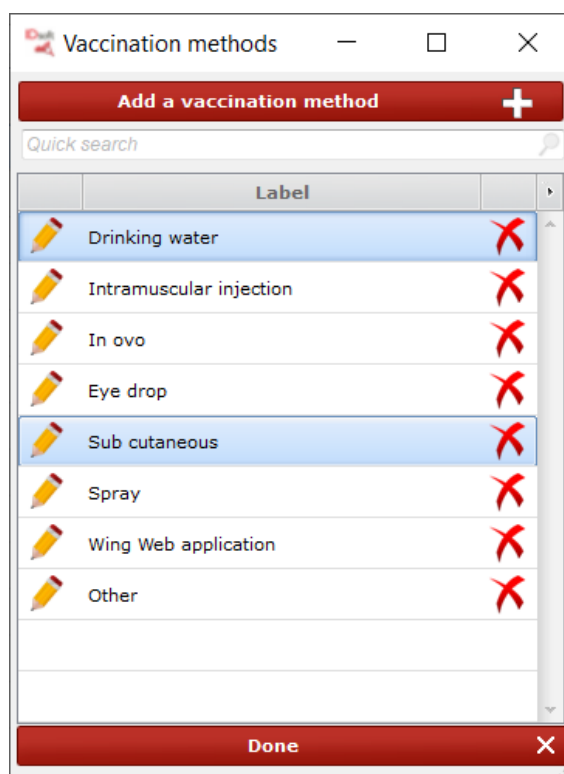 Vaccination methods
Add a vaccination method
Quick search
Label
Drinking water
Intramuscular injection
In ovo
Eye drop
Sub cutaneous
Spray
Wing Web application
Other
Done